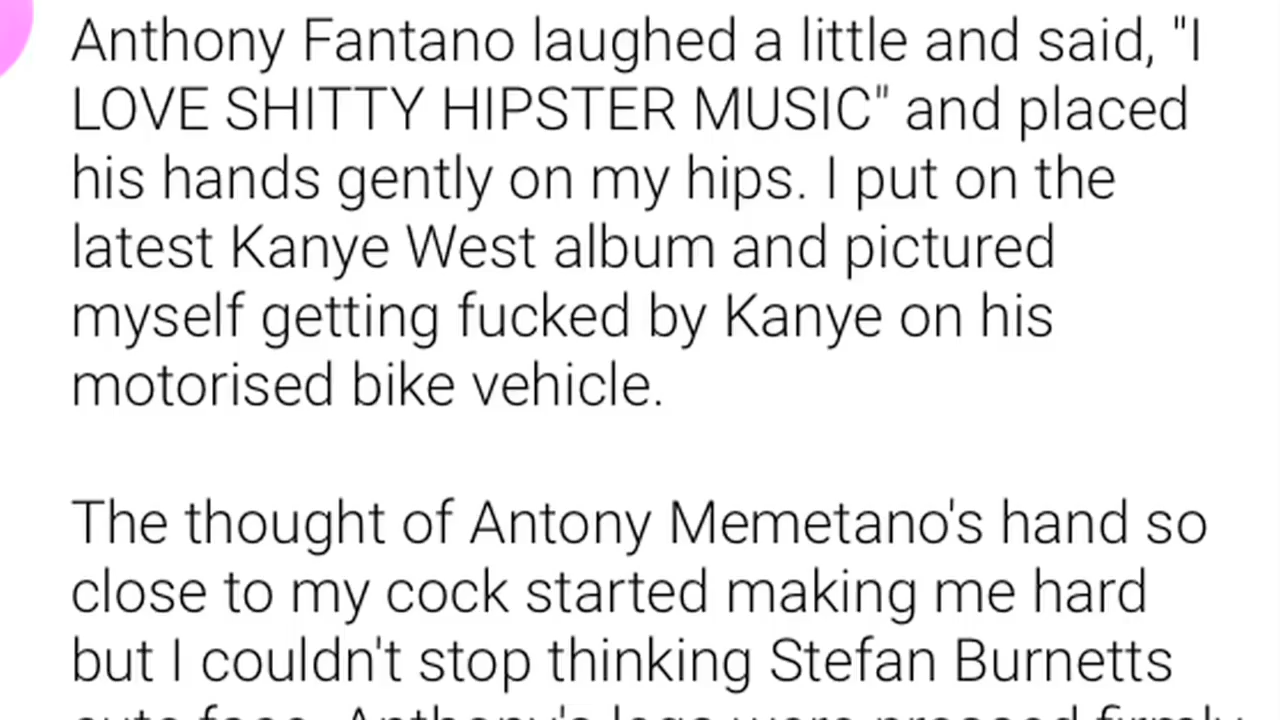 Anthony Fantano laughed a little and said, "I
LOVE SHITTY HIPSTER MUSIC" and placed
his hands gently on my hips. I put on the
latest Kanye West album and pictured
myself getting fucked by Kanye on his
motorised bike vehicle.
The thought of Antony Memetano's hand so
close to my cock started making me hard
but I couldn't stop thinking Stefan Burnetts